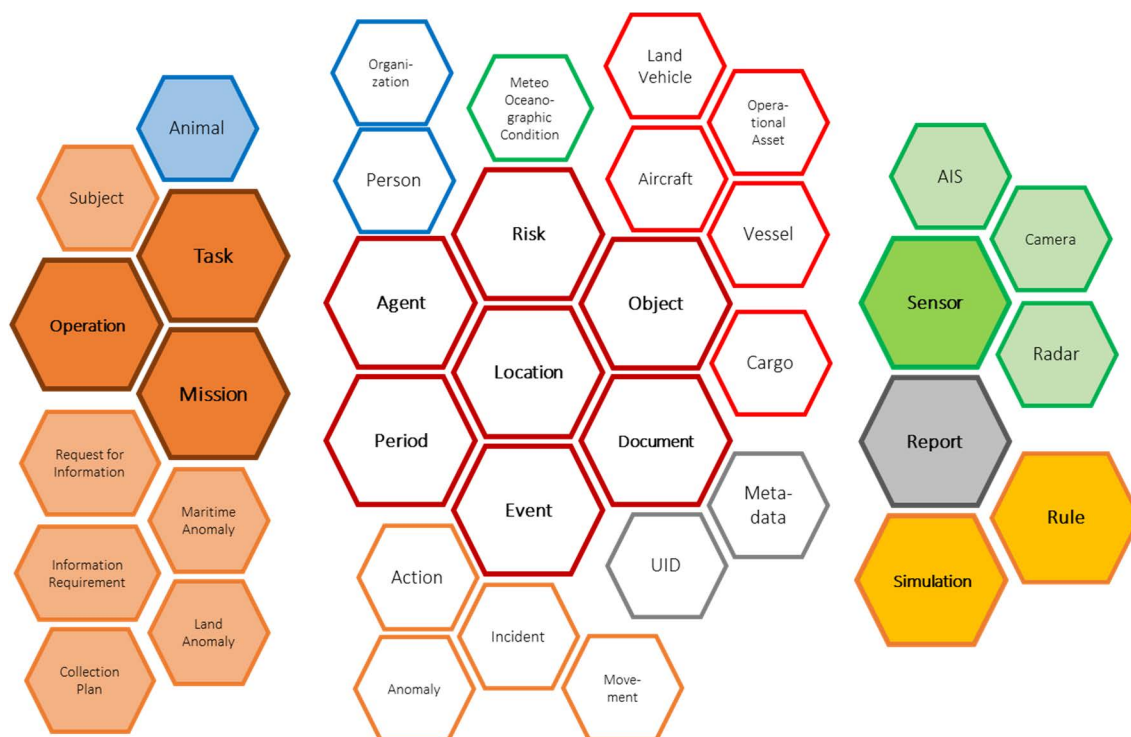 Animal
Subject
Task
Operation
Mission
Request for
Information
Maritime
Anomaly
Information
Requirement
Land
Anomaly
Collection
Plan
Organi-
zation
Meteo
Oceano-
graphic
Condition
Land
Vehicle
Opera-
tional
Asset
Person
Aircraft
Risk
Vessel
Agent
Object
Location
Cargo
Period
Document
Event
Meta-
data
UID
Action
Incident
Anomaly
Move-
ment
AIS
Camera
Sensor
Radar
Report
Rule
Simulation